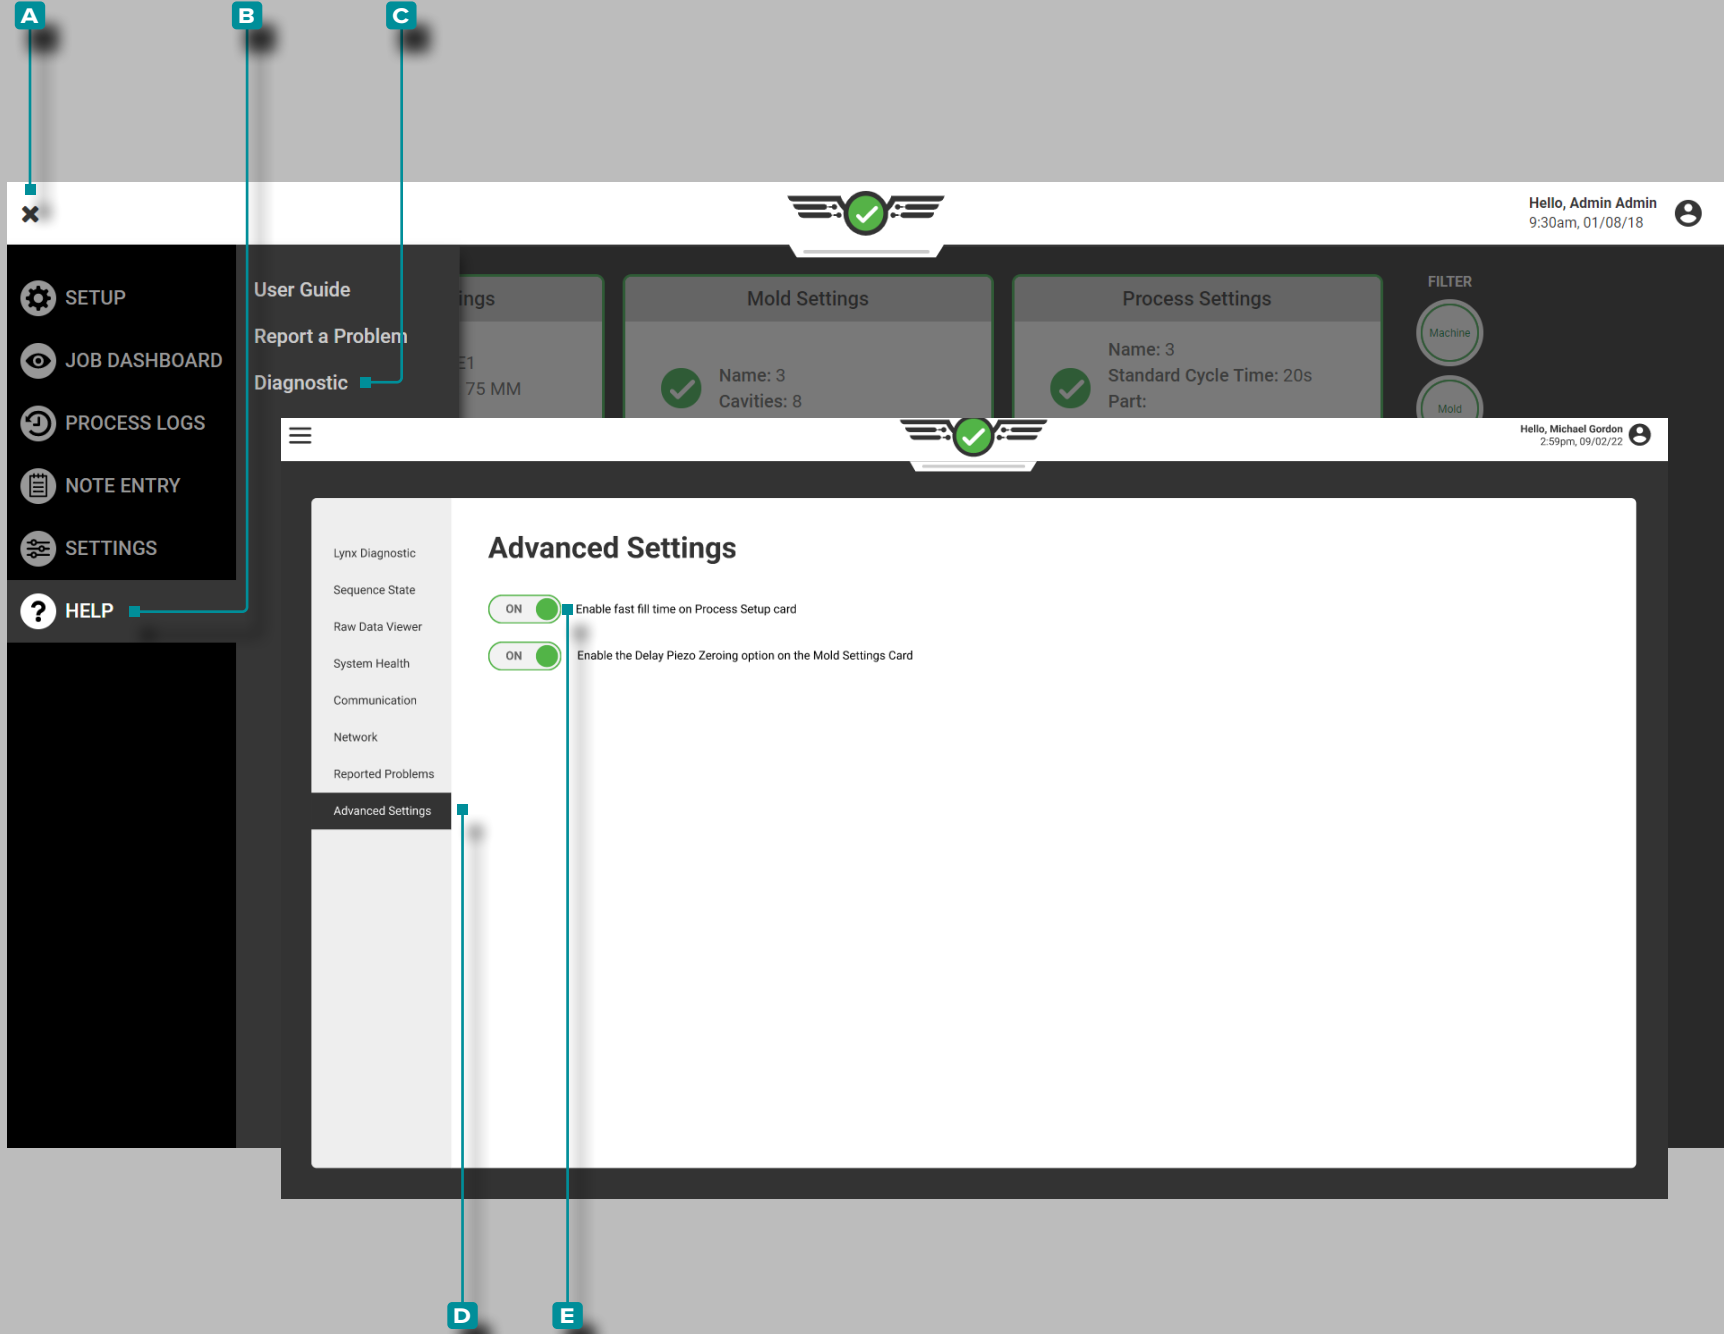 A
B
C
Hello, Admin Admin
9:30am, 01/08/18
SETUP
JOB DASHBOARD
PROCESS LOGS
NOTE ENTRY
SETTINGS
HELP
User Guide
Report a Problem
Diagnostic
ings
E1
75 MM
Mold Settings
Name: 3
Cavities: 8
Process Settings
Name: 3
Standard Cycle Time: 20s
Part:
FILTER
Machine
Mold
Hello, Michael Gordon
2:59pm, 09/02/22
Lynx Diagnostic
Sequence State
Raw Data Viewer
System Health
Communication
Network
Reported Problems
Advanced Settings
Advanced Settings
ON Enable fast fill time on Process Setup card
ON Enable the Delay Piezo Zeroing option on the Mold Settings Card
D
E